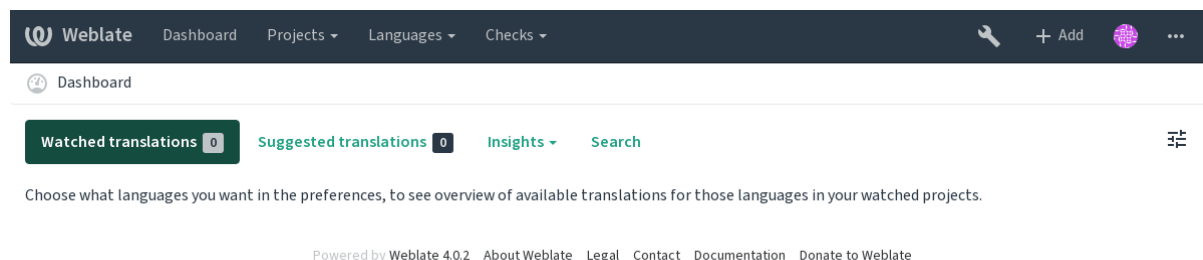 Weblate Dashboard Projects Languages Checks + Add
Dashboard
Watched translations 0 Suggested translations 0 Insights Search
Choose what languages you want in the preferences, to see overview of available translations for those languages in your watched projects.
Powered by Weblate 4.0.2 About Weblate Legal Contact Documentation Donate to Weblate